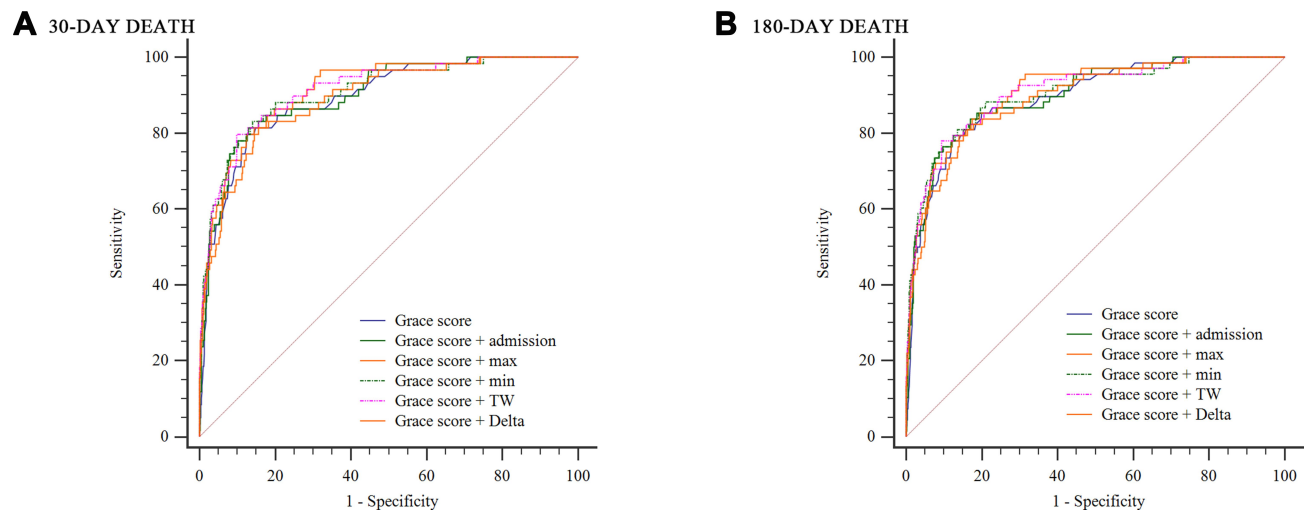 A 30-DAY DEATH
100
80
60
40
20
0
Sensitivity
0 20 40 60 80 100
1 - Specificity
Grace score
Grace score + admission
Grace score + max
Grace score + min
Grace score + TW
Grace score + Delta
B 180-DAY DEATH
100
80
60
40
20
0
Sensitivity
0 20 40 60 80 100
1 - Specificity
Grace score
Grace score + admission
Grace score + max
Grace score + min
Grace score + TW
Grace score + Delta